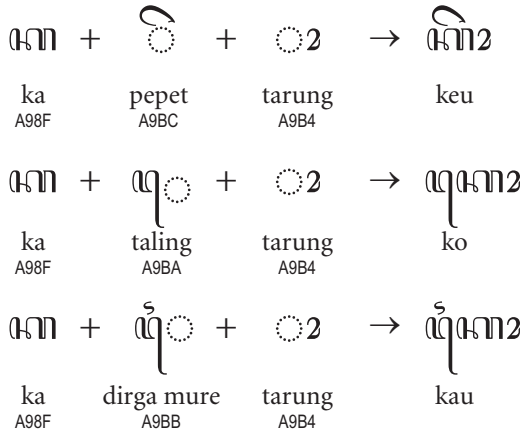 ꦏ + ◌ꦼ + ◌ꦴ → ꦏꦼꦴ
ka pepet tarung keu
A98F A9BC A9B4
ꦏ + ◌ꦺ + ◌ꦴ → ꦏꦺꦴ
ka taling tarung ko
A98F A9BA A9B4
ꦏ + ◌ꦻ + ◌ꦴ → ꦏꦻꦴ
ka dirga mure tarung kau
A98F A9BB A9B4